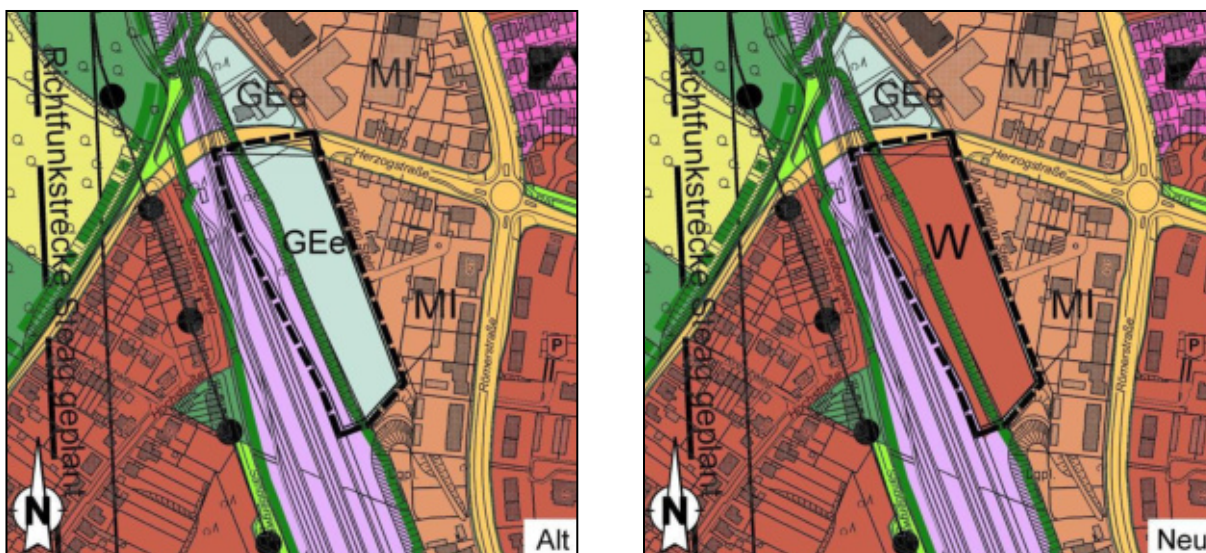 Richtfunkstrecke Steag geplant
GEe
MI
Herzogstraße
GEe
MI
Römerstraße
P
N
Alt
Richtfunkstrecke Steag geplant
GEe
MI
Herzogstraße
W
MI
Römerstraße
P
N
Neu